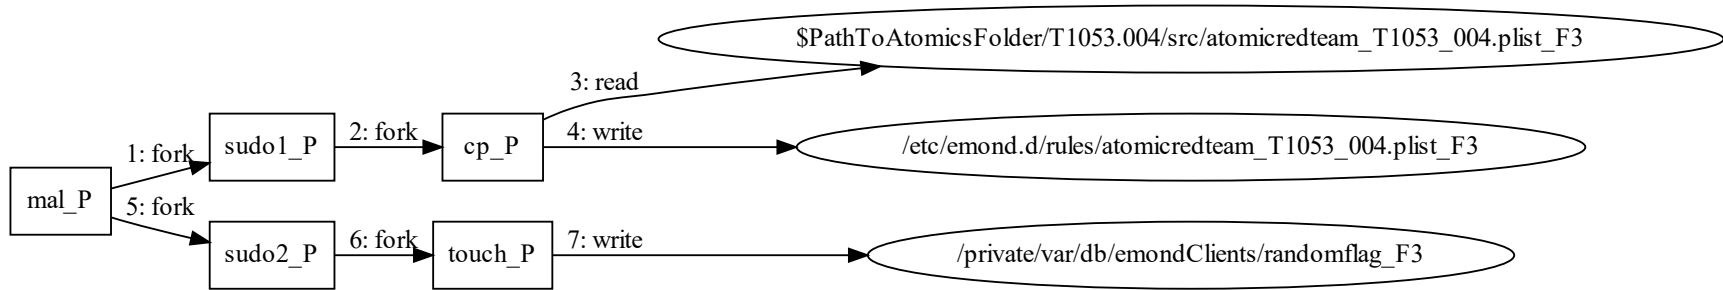 $PathToAtomicsFolder/T1053.004/src/atomicredteam_T1053_004.plist_F3
3: read
1: fork
sudo1_P
2: fork
cp_P
4: write
/etc/emond.d/rules/atomicredteam_T1053_004.plist_F3
mal_P
5: fork
sudo2_P
6: fork
touch_P
7: write
/private/var/db/emondClients/randomflag_F3